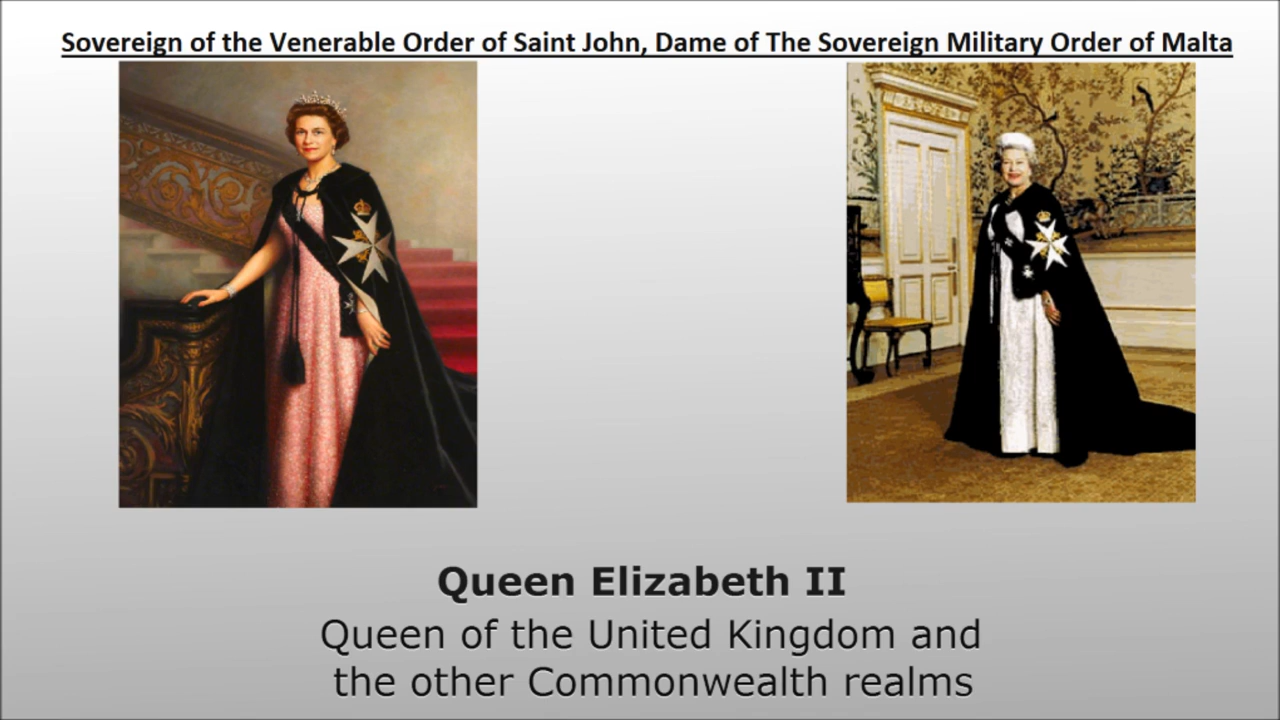 Sovereign of the Venerable Order of Saint John, Dame of The Sovereign Military Order of Malta
Queen Elizabeth II
Queen of the United Kingdom and
the other Commonwealth realms